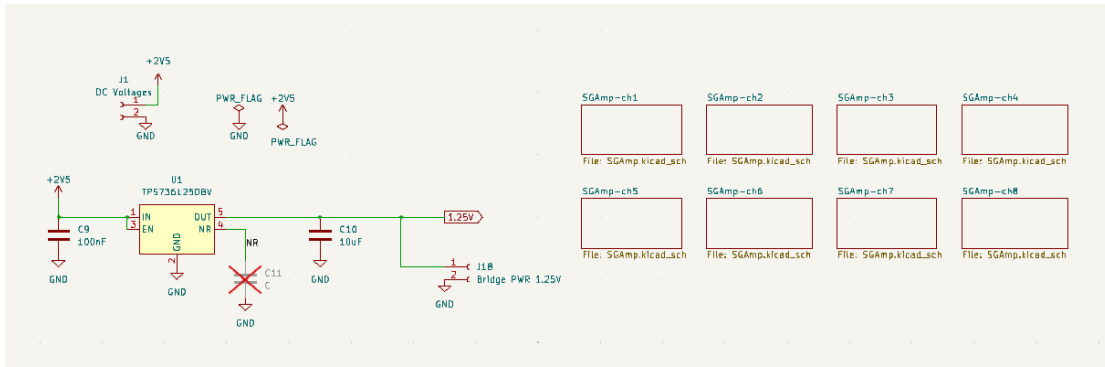 J1
DC Voltages
1
2
+2V5
GND
PWR_FLAG
GND
+2V5
PWR_FLAG
SGAmp-ch1
File: SGAmp.kicad_sch
SGAmp-ch2
File: SGAmp.kicad_sch
SGAmp-ch3
File: SGAmp.kicad_sch
SGAmp-ch4
File: SGAmp.kicad_sch
+2V5
C9
100nF
GND
U1
TPS736125DBV
1
IN
3
EN
OUT
5
NR
4
GND
2
GND
NR
C11
C
GND
C10
10uF
GND
1.25V
1
2
J18
Bridge PWR 1.25V
GND
SGAmp-ch5
File: SGAmp.kicad_sch
SGAmp-ch6
File: SGAmp.kicad_sch
SGAmp-ch7
File: SGAmp.kicad_sch
SGAmp-ch8
File: SGAmp.kicad_sch